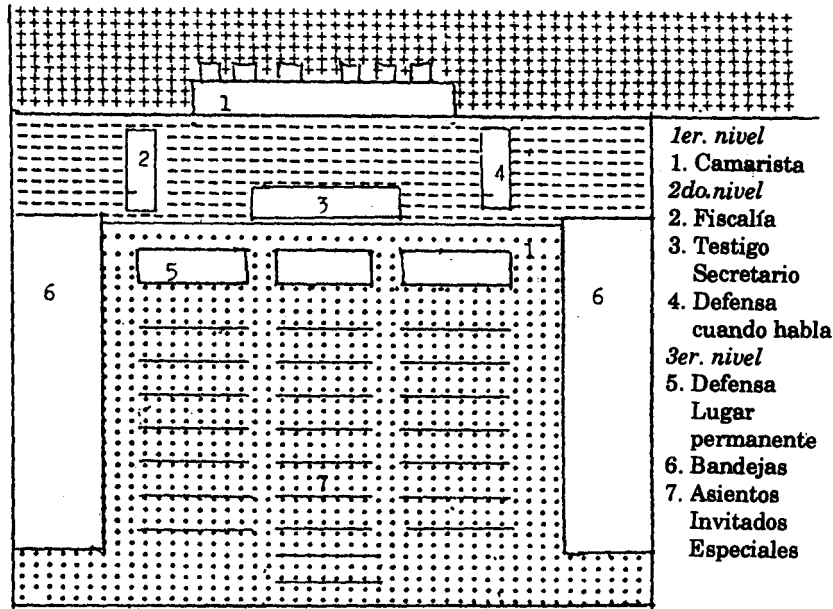 1
2
4
3
5
6
6
7
1er. nivel
1. Camarista
2do. nivel
2. Fiscalía
3. Testigo
Secretario
4. Defensa
cuando habla
3er. nivel
5. Defensa
Lugar
permanente
6. Bandejas
7. Asientos
Invitados
Especiales